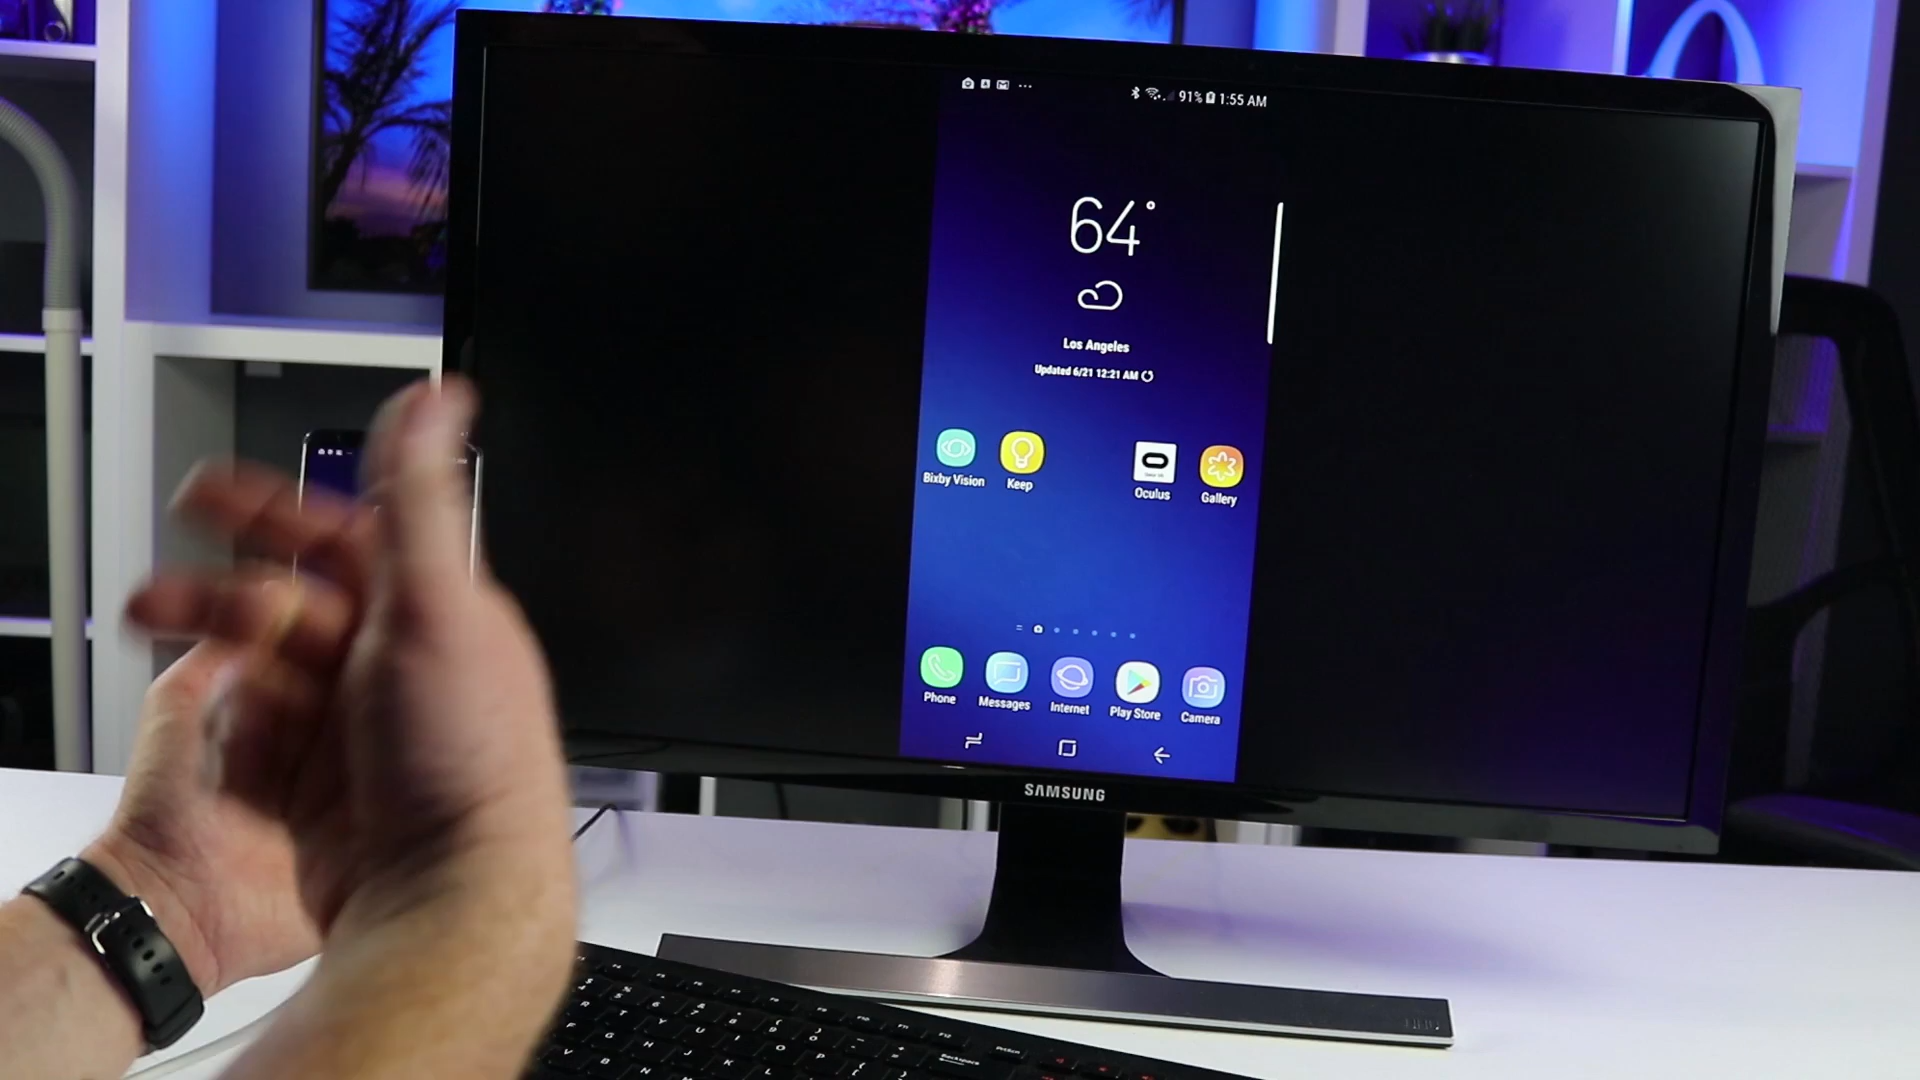 91% 1:55 AM
64°
Los Angeles
Updated 6/21 12:21 AM
Bixby Vision
Keep
Oculus
Gallery
Phone
Messages
Internet
Play Store
Camera
SAMSUNG
Backspace